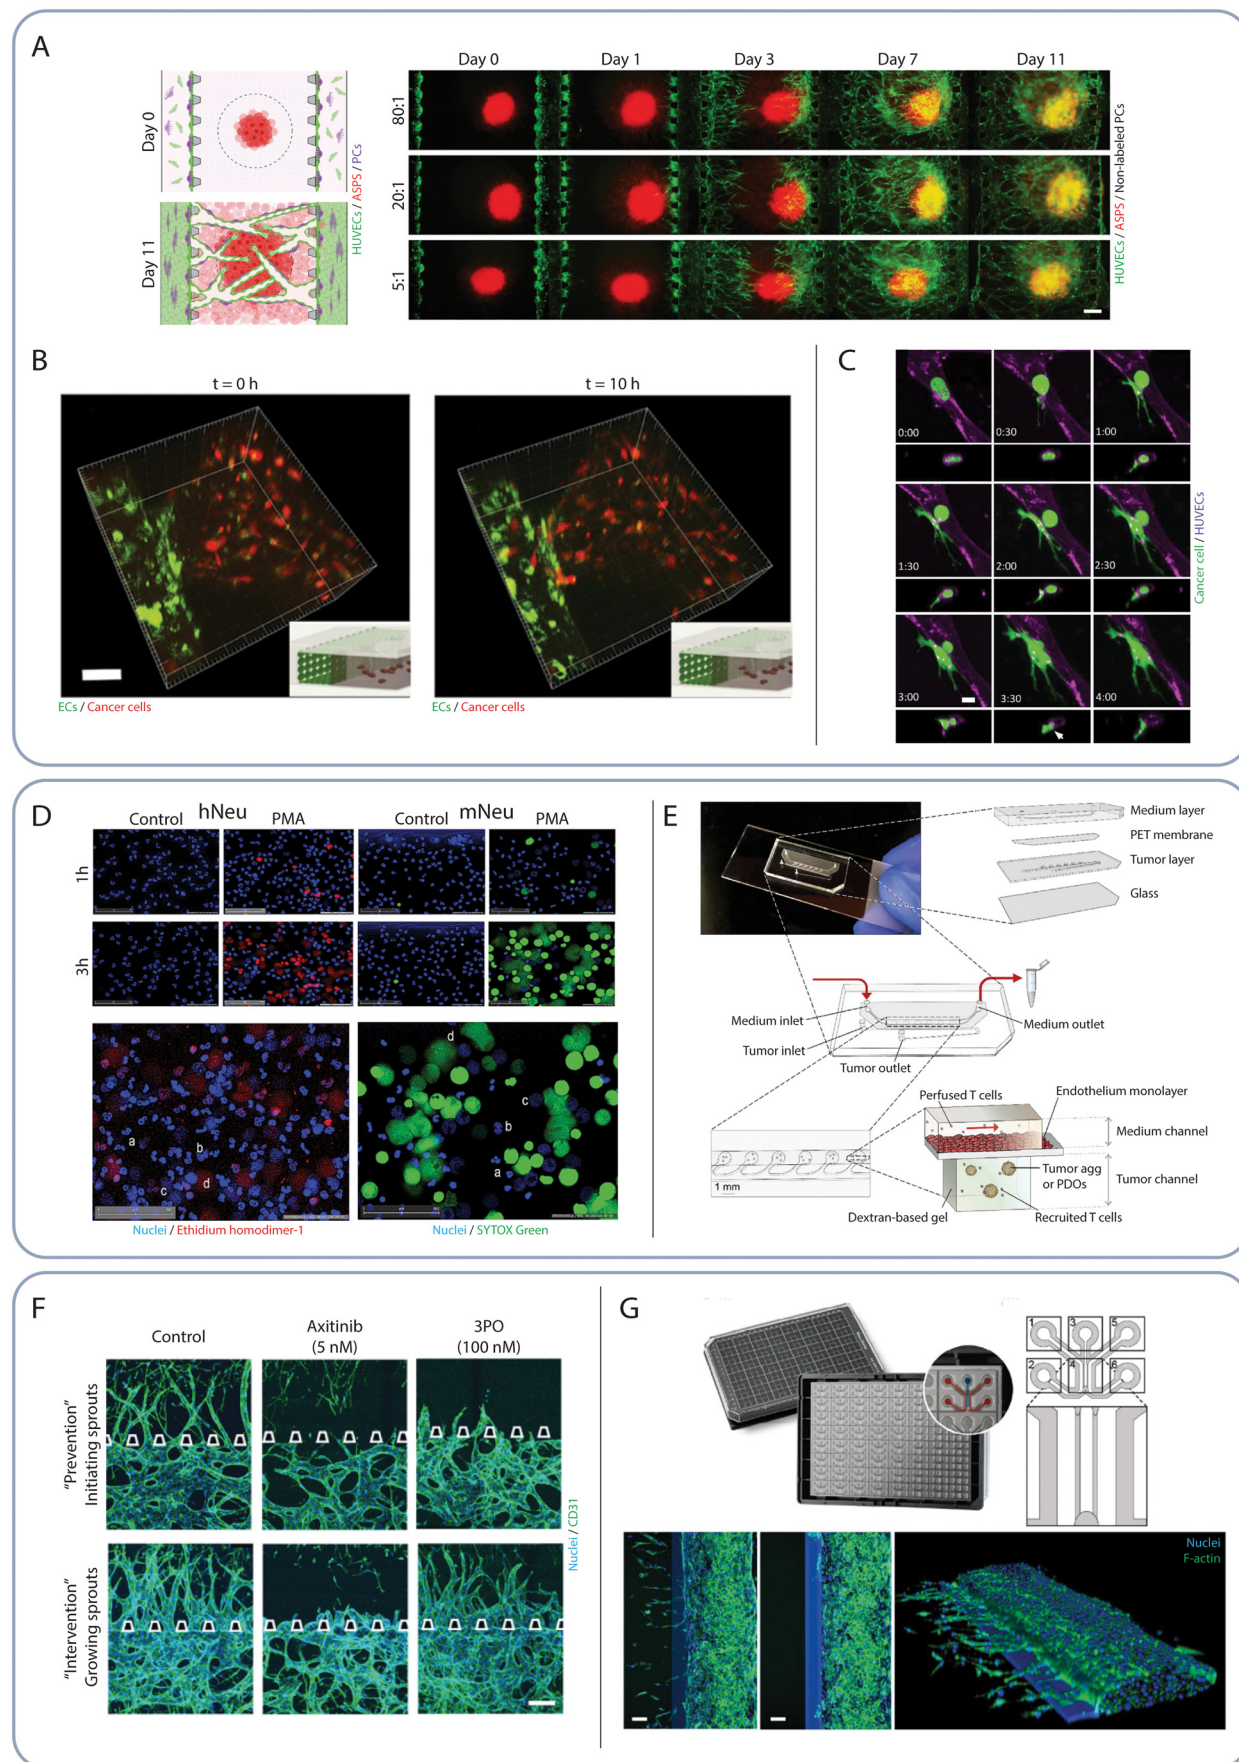 A
Day 0
Day 11
HUVECs / ASPS / PCs
Day 0 Day 1 Day 3 Day 7 Day 11
80:1
20:1
5:1
HUVECs / ASPS / Non-labeled PCs
B
t = 0 h
t = 10 h
ECs / Cancer cells
ECs / Cancer cells
C
0:00 0:30 1:00
1:30 2:00 2:30
3:00 3:30 4:00
Cancer cell / HUVECs
D
hNeu mNeu
Control PMA Control PMA
1h
3h
a
b
c
d
d
c
b
a
Nuclei / Ethidium homodimer-1
Nuclei / SYTOX Green
E
Medium layer
PET membrane
Tumor layer
Glass
Medium inlet
Medium outlet
Tumor inlet
Tumor outlet
Perfused T cells
Endothelium monolayer
Medium channel
Tumor agg
or PDOs
Tumor channel
1 mm
Dextran-based gel
Recruited T cells
F
Control
Axitinib
(5 nM)
3PO
(100 nM)
“Prevention”
Initiating sprouts
“Intervention”
Growing sprouts
Nuclei / CD31
G
1 3 5
2 4 6
Nuclei
F-actin